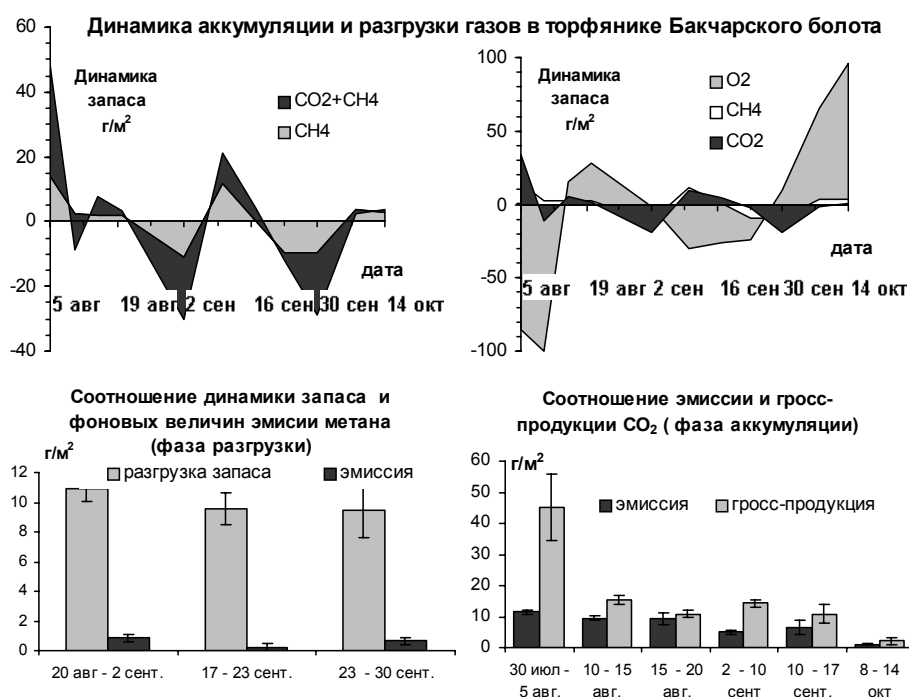 Динамика аккумуляции и разгрузки газов в торфянике Бакчарского болота
60
40
20
0
-20
-40
Динамика
запаса
г/м²
CO2+CH4
CH4
дата
5 авг 19 авг 2 сен 16 сен 30 сен 14 окт
100
50
0
-50
-100
Динамика
запаса
г/м²
O2
CH4
CO2
дата
5 авг 19 авг 2 сен 16 сен 30 сен 14 окт
Соотношение динамики запаса и
фоновых величин эмисии метана
(фаза разгрузки)
г/м²
разгрузка запаса эмиссия
12
10
8
6
4
2
0
20 авг - 2 сент. 17 - 23 сент. 23 - 30 сент.
Соотношение эмиссии и гросс-
продукции CO₂ ( фаза аккумуляции)
г/м²
эмиссия гросс-продукция
60
50
40
30
20
10
0
30 июл - 10 - 15 15 - 20 2 - 10 10 - 17 8 - 14
5 авг. авг. авг. сент сент. окт